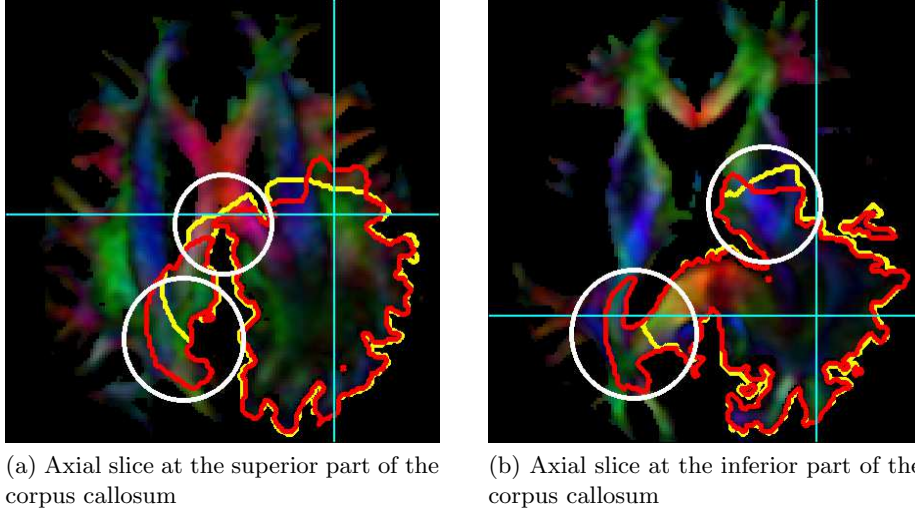 (a) Axial slice at the superior part of the
corpus callosum
(b) Axial slice at the inferior part of the
corpus callosum